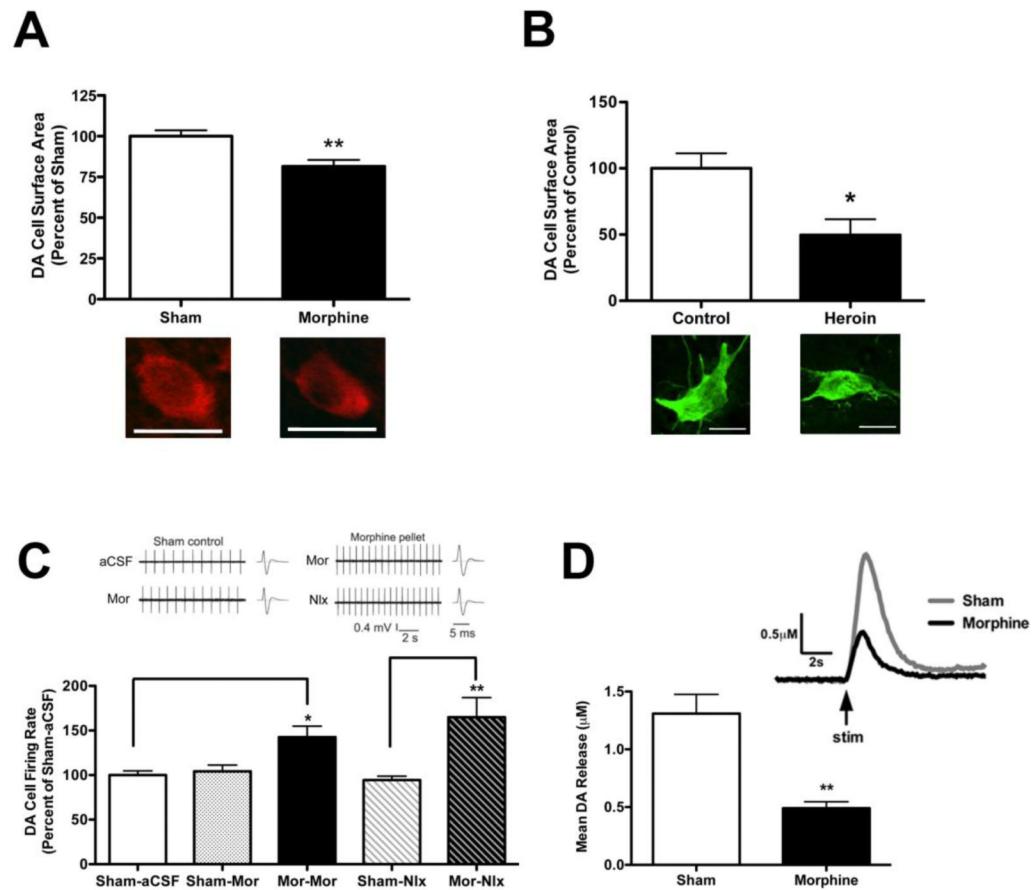 A
DA Cell Surface Area
(Percent of Sham)
125
100
75
50
25
0
**
Sham
Morphine
B
DA Cell Surface Area
(Percent of Control)
150
100
50
0
*
Control
Heroin
C
Sham control
aCSF
Mor
Morphine pellet
Mor
Nlx
0.4 mV
2 s
5 ms
DA Cell Firing Rate
(Percent of Sham-aCSF)
200
150
100
50
0
*
**
Sham-aCSF
Sham-Mor
Mor-Mor
Sham-Nlx
Mor-Nlx
D
0.5μM
2s
Sham
Morphine
stim
Mean DA Release (μM)
1.5
1.0
0.5
0.0
**
Sham
Morphine